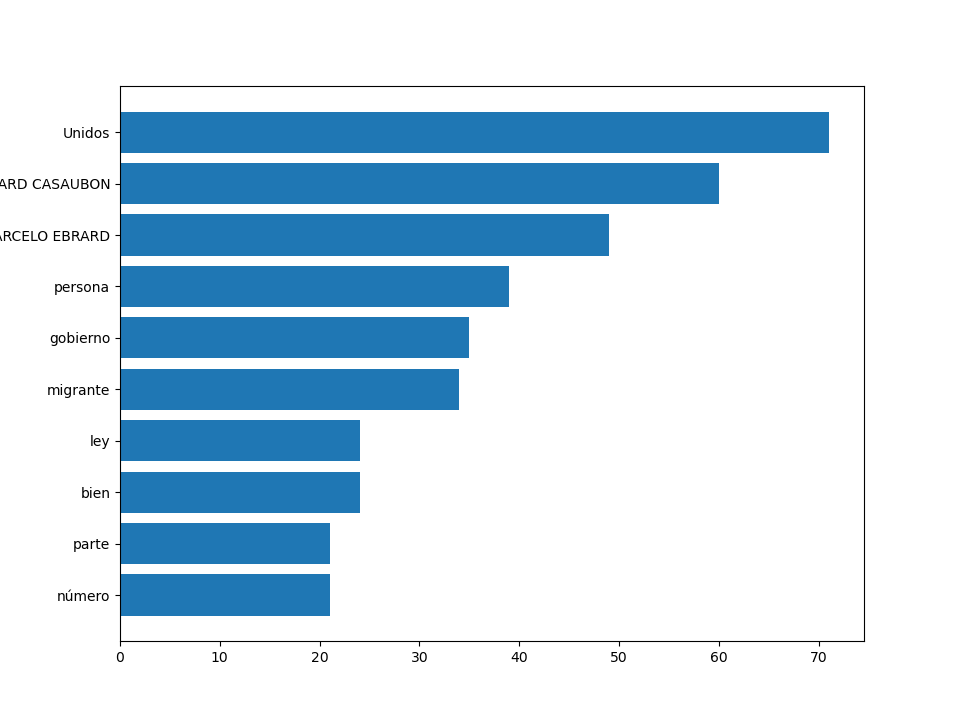 Unidos
ARD CASAUBON
ARCELO EBRARD
persona
gobierno
migrante
ley
bien
parte
número
0 10 20 30 40 50 60 70